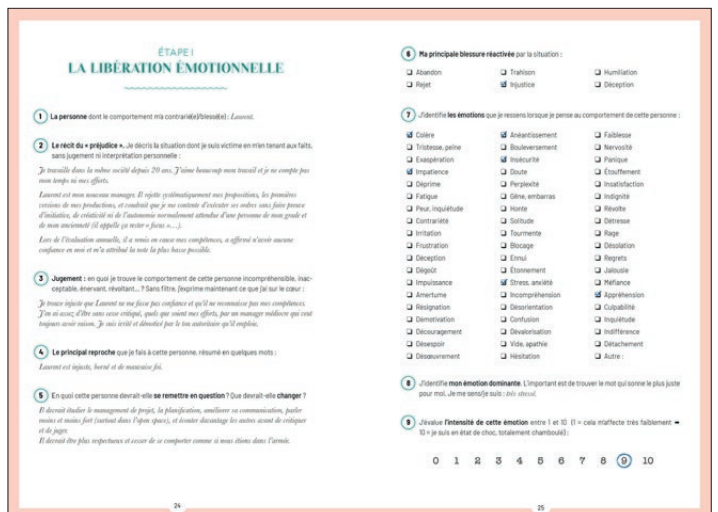 ÉTAPE I
LA LIBÉRATION ÉMOTIONNELLE
1 La personne dont le comportement m'a contrarié(e)/blessé(e) : Laurent.
2 Le récit du « préjudice ». Je décris la situation dont je suis victime en m'en tenant aux faits,
sans jugement ni interprétation personnelle :
Je travaille dans la même société depuis 20 ans. J'aime beaucoup mon travail et je ne compte pas
mon temps ni mes efforts.
Laurent est mon nouveau manager. Il rejette systématiquement mes propositions, les premières
versions de mes productions, et voudrait que je me contente d'exécuter ses ordres sans faire preuve
d'initiative, de créativité ni de l'autonomie normalement attendue d'une personne de mon grade et
de mon ancienneté (il appelle ça rester « focus »…).
Lors de l'évaluation annuelle, il a remis en cause mes compétences, a affirmé n'avoir aucune
confiance en moi et m'a attribué la note la plus basse possible.
3 Jugement : en quoi je trouve le comportement de cette personne incompréhensible, inac-
ceptable, énervant, révoltant… ? Sans filtre, j'exprime maintenant ce que j'ai sur le cœur :
Je trouve injuste que Laurent ne me fasse pas confiance et qu'il ne reconnaisse pas mes compétences.
J'en ai assez d'être sans cesse critiqué, quels que soient mes efforts, par un manager médiocre qui veut
toujours avoir raison. Je suis irrité et démotivé par le ton autoritaire qu'il emploie.
4 Le principal reproche que je fais à cette personne, résumé en quelques mots :
Laurent est injuste, borné et de mauvaise foi.
5 En quoi cette personne devrait-elle se remettre en question ? Que devrait-elle changer ?
Il devrait étudier le management de projet, la planification, améliorer sa communication, parler
moins et moins fort (surtout dans l'open space), et écouter davantage les autres avant de critiquer
et de juger.
Il devrait être plus respectueux et cesser de se comporter comme si nous étions dans l'armée.
24
6 Ma principale blessure réactivée par la situation :
Abandon Trahison Humiliation
Rejet Injustice Déception
7 J'identifie les émotions que je ressens lorsque je pense au comportement de cette personne :
Colère Anéantissement Faiblesse
Tristesse, peine Bouleversement Nervosité
Exaspération Insécurité Panique
Impatience Doute Étouffement
Déprime Perplexité Insatisfaction
Fatigue Gêne, embarras Indignité
Peur, inquiétude Honte Révolte
Contrariété Solitude Détresse
Irritation Tourmente Rage
Frustration Blocage Désolation
Déception Ennui Regrets
Dégoût Étonnement Jalousie
Impuissance Stress, anxiété Méfiance
Amertume Incompréhension Appréhension
Résignation Désorientation Culpabilité
Démotivation Confusion Inquiétude
Découragement Dévalorisation Indifférence
Désespoir Vide, apathie Détachement
Désœuvrement Hésitation Autre :
8 J'identifie mon émotion dominante. L'important est de trouver le mot qui sonne le plus juste
pour moi. Je me sens/je suis : très stressé.
9 J'évalue l'intensité de cette émotion entre 1 et 10 (1 = cela m'affecte très faiblement ➡
10 = je suis en état de choc, totalement chamboulé) :
0 1 2 3 4 5 6 7 8 9 10
25